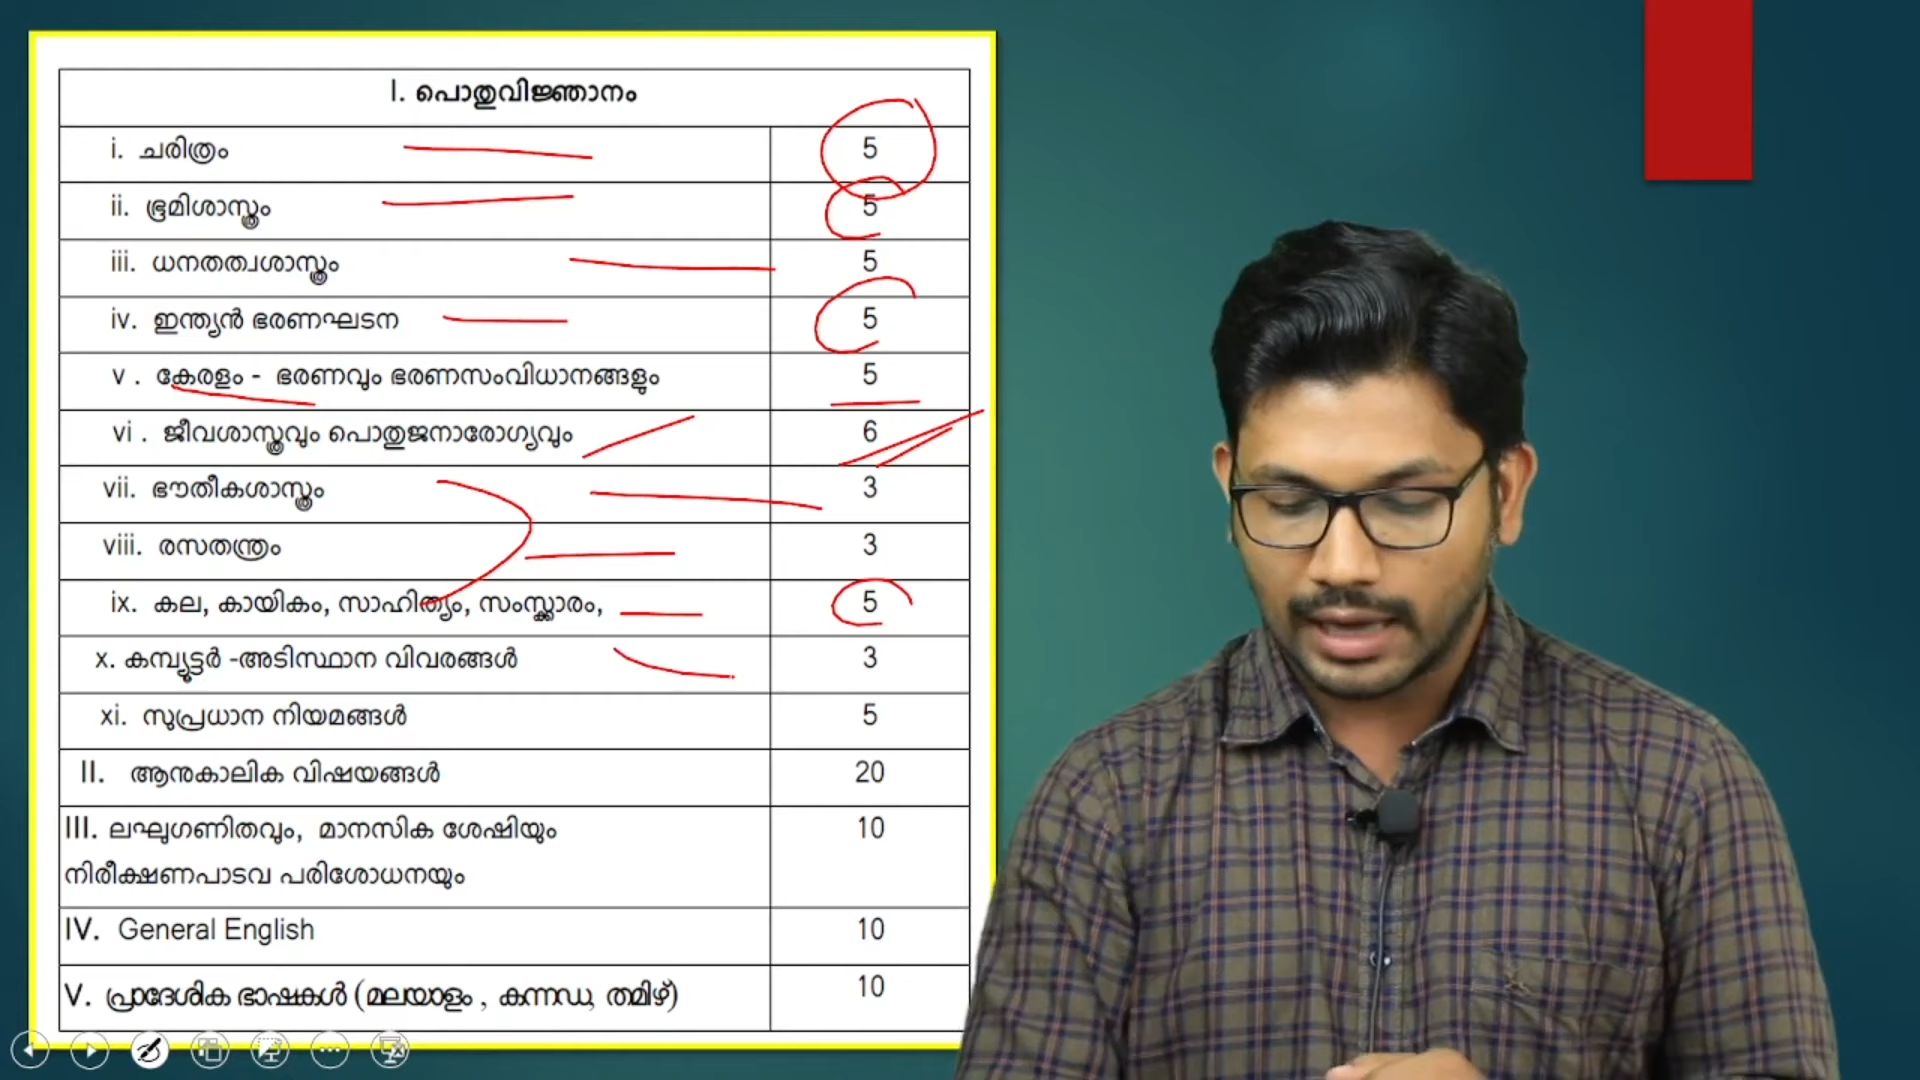 I. പൊതുവിജ്ഞാനം
i. ചരിത്രം 5
ii. ഭൂമിശാസ്ത്രം 5
iii. ധനതത്വശാസ്ത്രം 5
iv. ഇന്ത്യൻ ഭരണഘടന 5
v . കേരളം - ഭരണവും ഭരണസംവിധാനങ്ങളും 5
vi . ജീവശാസ്ത്രവും പൊതുജനാരോഗ്യവും 6
vii. ഭൗതീകശാസ്ത്രം 3
viii. രസതന്ത്രം 3
ix. കല, കായികം, സാഹിത്യം, സംസ്ക്കാരം, 5
x. കമ്പ്യൂട്ടർ -അടിസ്ഥാന വിവരങ്ങൾ 3
xi. സുപ്രധാന നിയമങ്ങൾ 5
II. ആനുകാലിക വിഷയങ്ങൾ 20
III. ലഘുഗണിതവും, മാനസിക ശേഷിയും 10
നിരീക്ഷണപാടവ പരിശോധനയും
IV. General English 10
V. പ്രാദേശിക ഭാഷകൾ (മലയാളം , കന്നഡ, തമിഴ്) 10